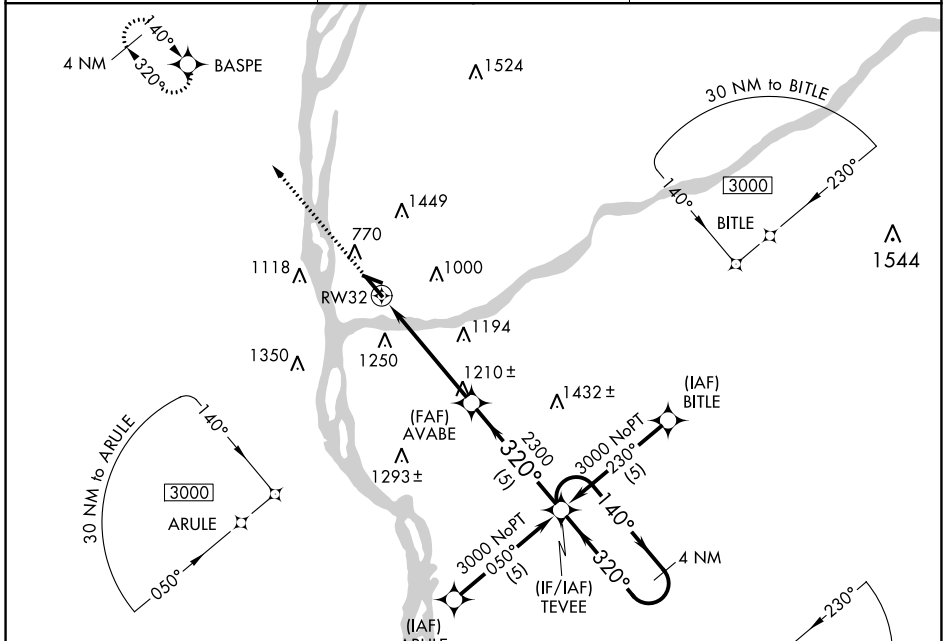 140°
4 NM
320°
BASPE
1524
30 NM to BITLE
140°
3000
230°
BITLE
1544
1449
770
1118
1000
RW32
1194
1250
1350
1210 ±
(FAF)
AVABE
1432 ±
(IAF)
BITLE
2300
320°
(5)
3000 NoPT
230°
(5)
1293 ±
30 NM to ARULE
140°
3000
ARULE
050°
140°
4 NM
320°
3000 NoPT
050°
(5)
(IF/IAF)
TEVEE
(IAF)
230°